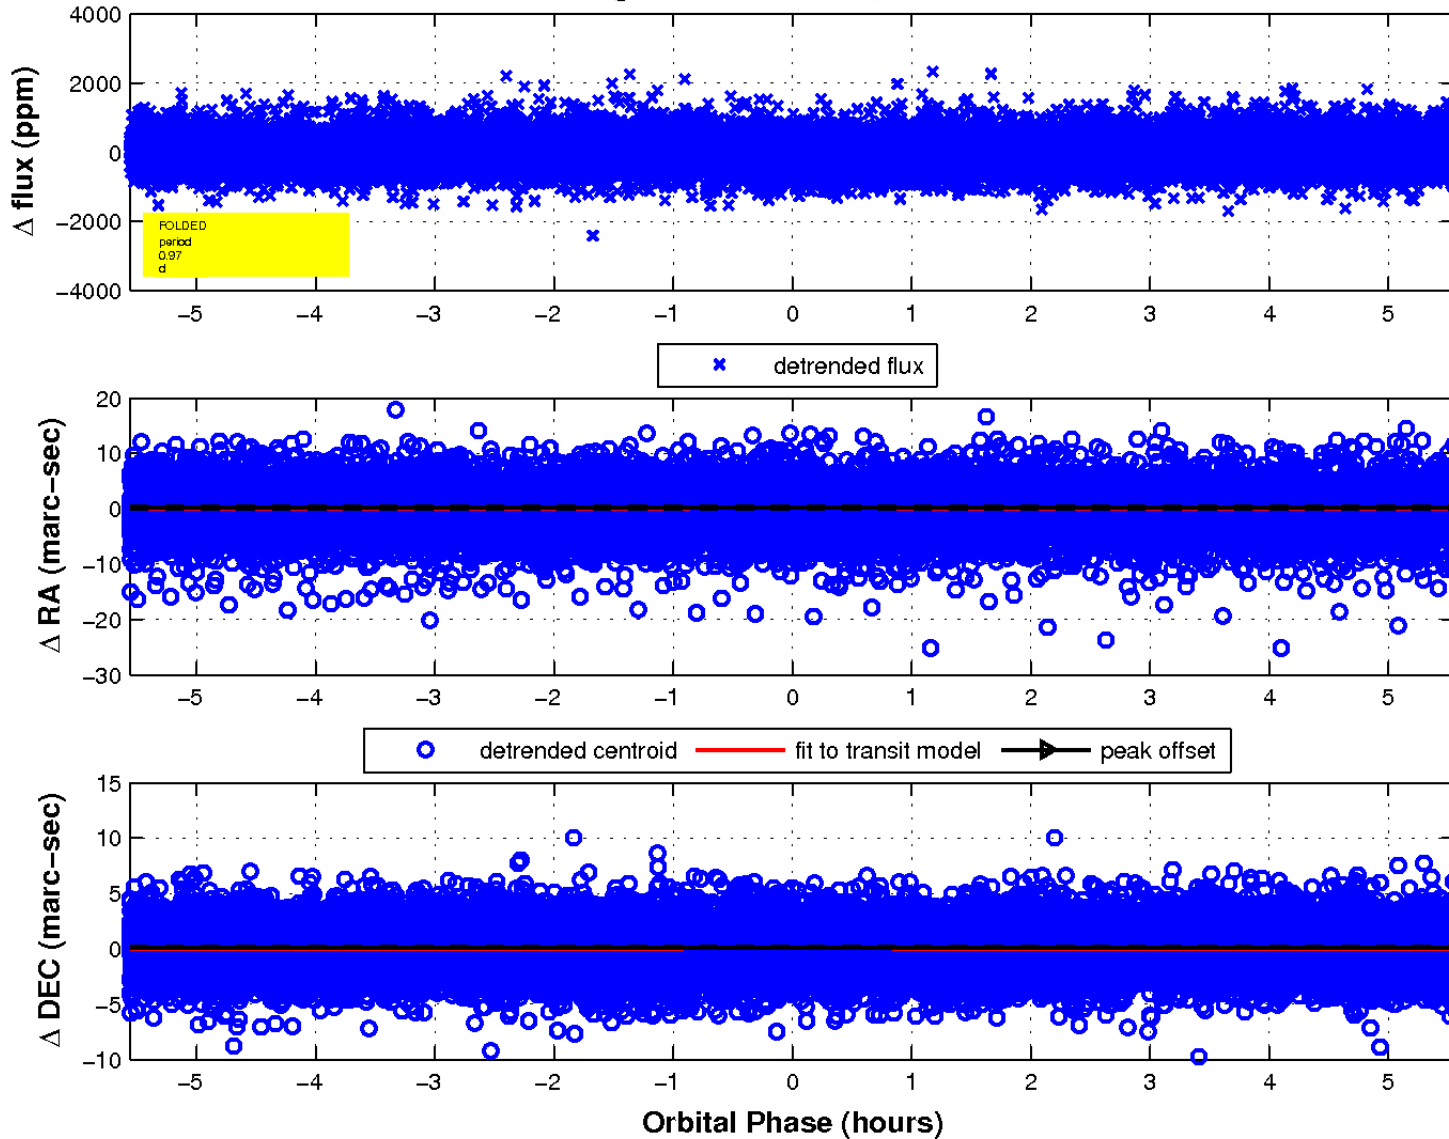 4000
2000
0
−2000
−4000
Δ flux (ppm)
FOLDED
period
0.97
d
−5 −4 −3 −2 −1 0 1 2 3 4 5
detrended flux
20
10
0
−10
−20
−30
Δ RA (marc−sec)
−5 −4 −3 −2 −1 0 1 2 3 4 5
detrended centroid fit to transit model peak offset
15
10
5
0
−5
−10
Δ DEC (marc−sec)
−5 −4 −3 −2 −1 0 1 2 3 4 5
Orbital Phase (hours)